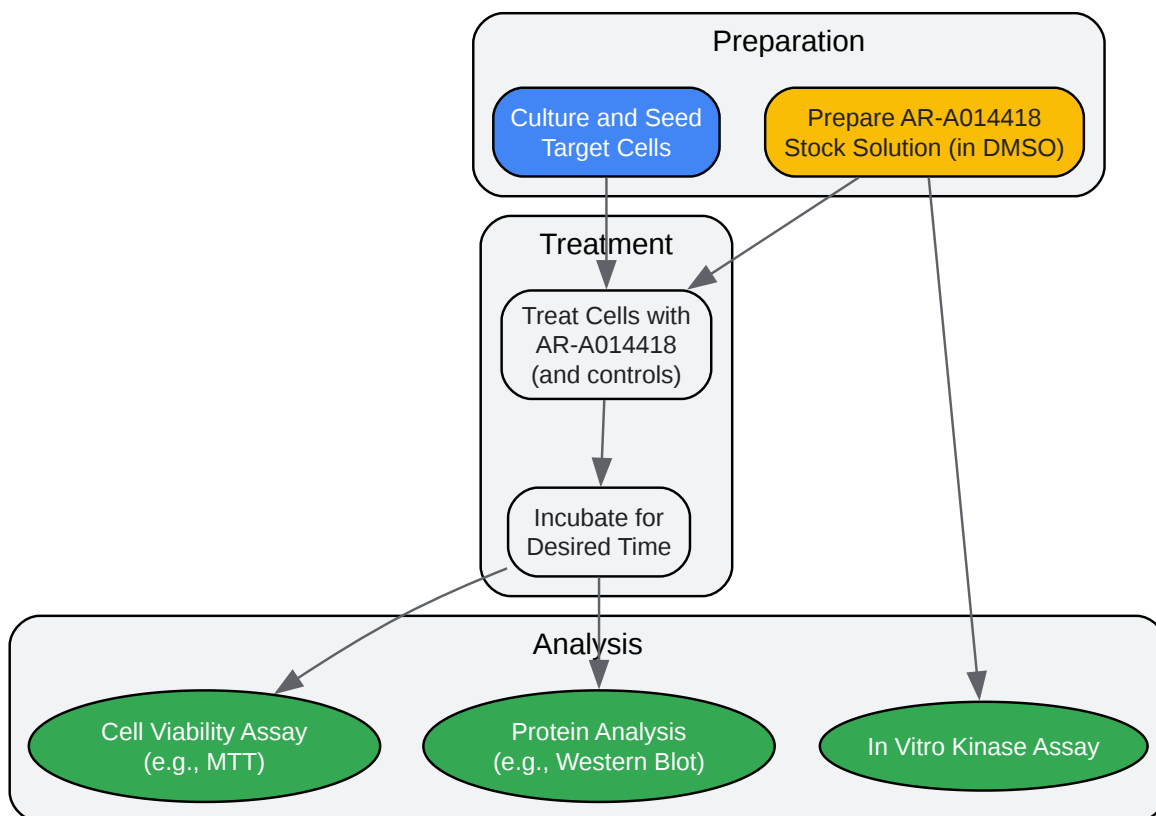 Preparation
Culture and Seed
Target Cells
Prepare AR-A014418
Stock Solution (in DMSO)
Treatment
Treat Cells with
AR-A014418
(and controls)
Incubate for
Desired Time
Analysis
Cell Viability Assay
(e.g., MTT)
Protein Analysis
(e.g., Western Blot)
In Vitro Kinase Assay